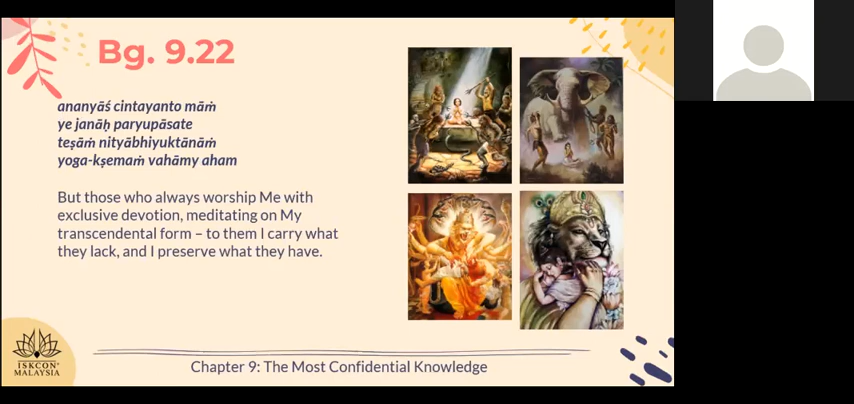 Bg. 9.22
ananyāś cintayanto māṁ
ye janāḥ paryupāsate
teṣāṁ nityābhiyuktānāṁ
yoga-kṣemaṁ vahāmy aham
But those who always worship Me with
exclusive devotion, meditating on My
transcendental form – to them I carry what
they lack, and I preserve what they have.
ISKCON®
MALAYSIA
Chapter 9: The Most Confidential Knowledge